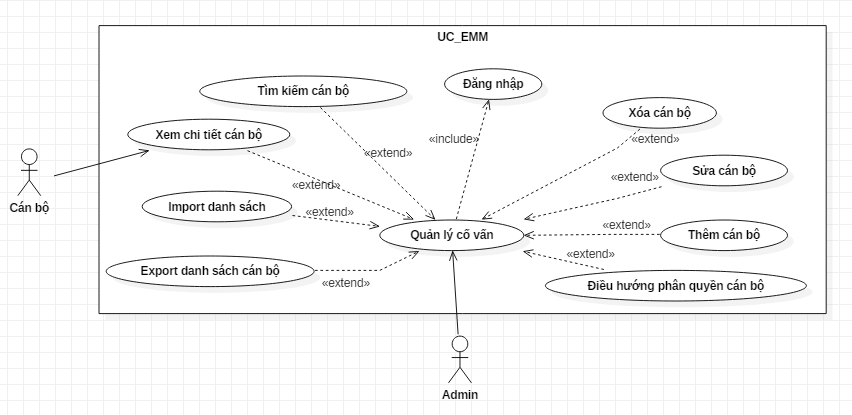 UC_EMM
Đăng nhập
Tìm kiếm cán bộ
Xóa cán bộ
Xem chi tiết cán bộ
«include»
«extend»
«extend»
Sửa cán bộ
«extend»
«extend»
Cán bộ
Import danh sách
«extend»
«extend»
Quản lý cố vấn
Thêm cán bộ
«extend»
Export danh sách cán bộ
«extend»
Điều hướng phân quyền cán bộ
Admin